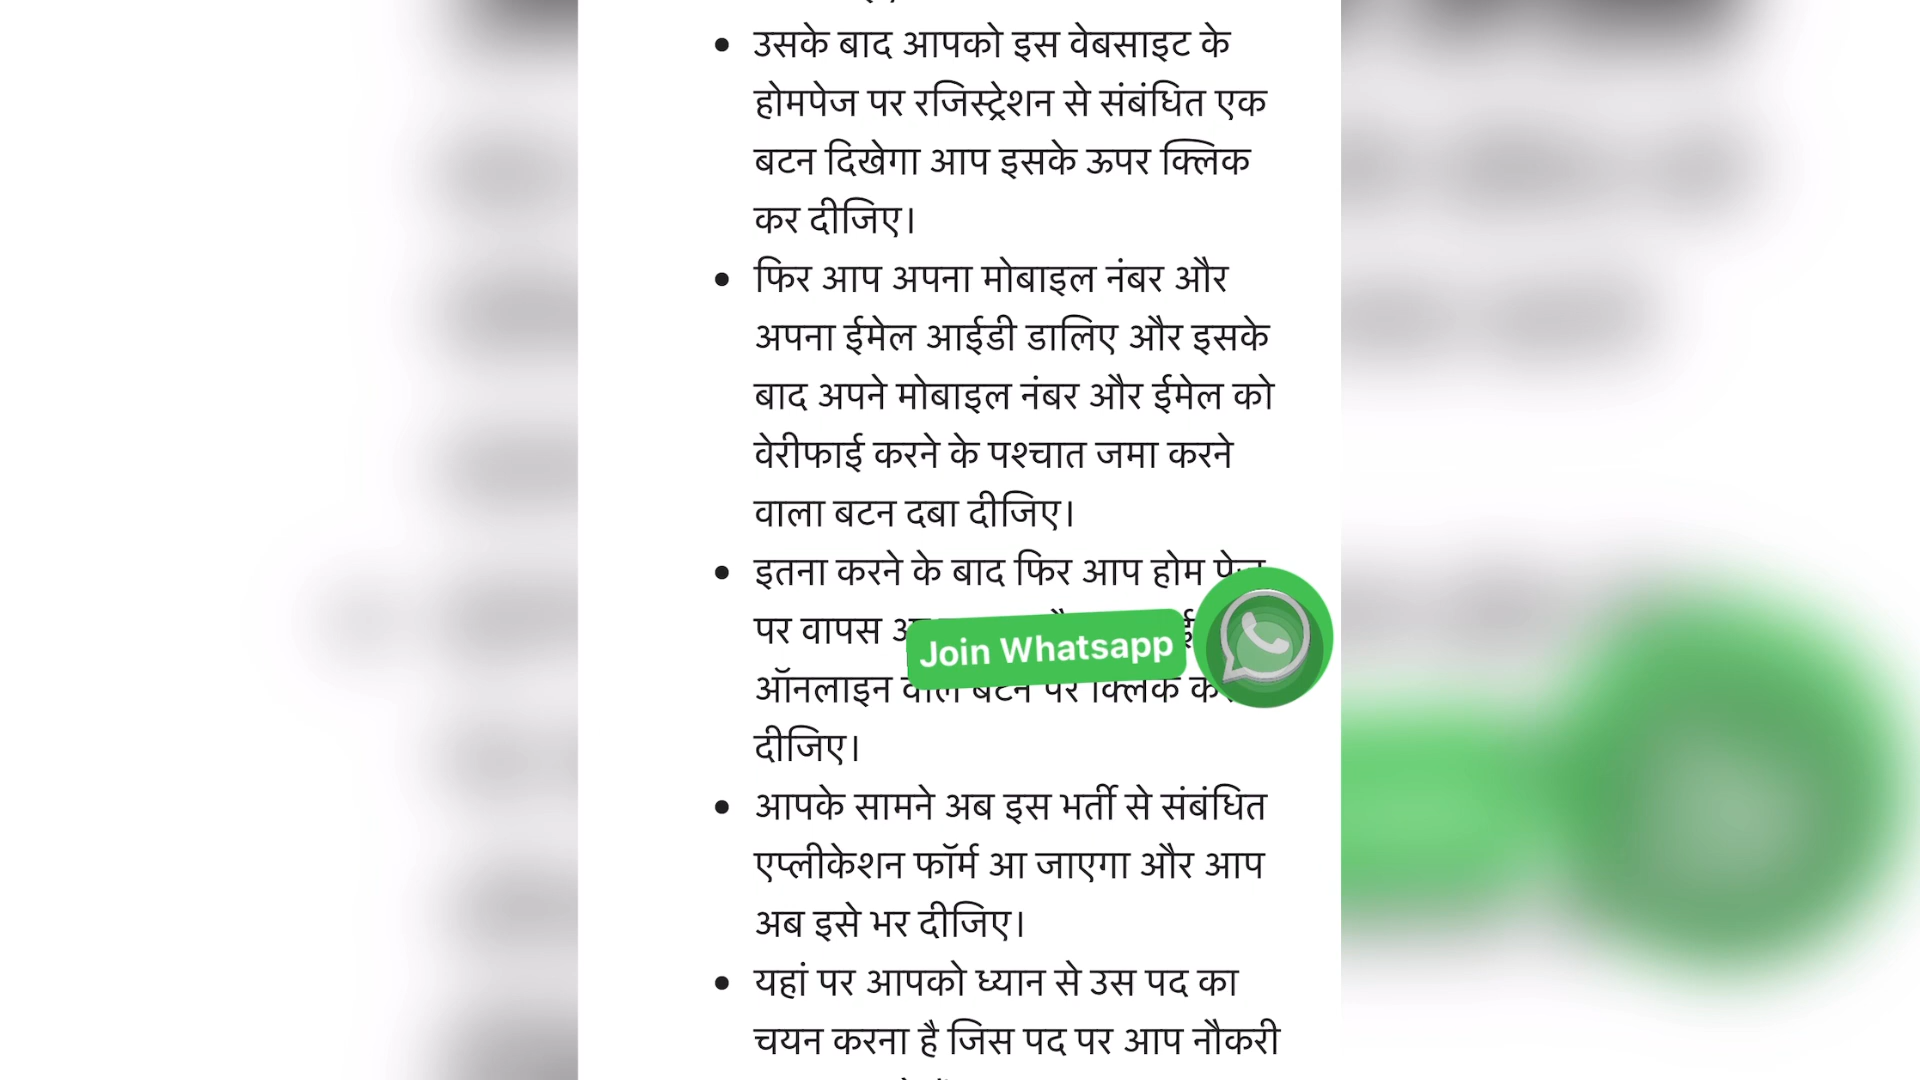 उसके बाद आपको इस वेबसाइट के
होमपेज पर रजिस्ट्रेशन से संबंधित एक
बटन दिखेगा आप इसके ऊपर क्लिक
कर दीजिए।
फिर आप अपना मोबाइल नंबर और
अपना ईमेल आईडी डालिए और इसके
बाद अपने मोबाइल नंबर और ईमेल को
वेरीफाई करने के पश्चात जमा करने
वाला बटन दबा दीजिए।
इतना करने के बाद फिर आप होम पेज
पर वापस
Join Whatsapp
ऑनलाइन वाले बटन पर क्लिक कर
दीजिए।
आपके सामने अब इस भर्ती से संबंधित
एप्लीकेशन फॉर्म आ जाएगा और आप
अब इसे भर दीजिए।
यहां पर आपको ध्यान से उस पद का
चयन करना है जिस पद पर आप नौकरी